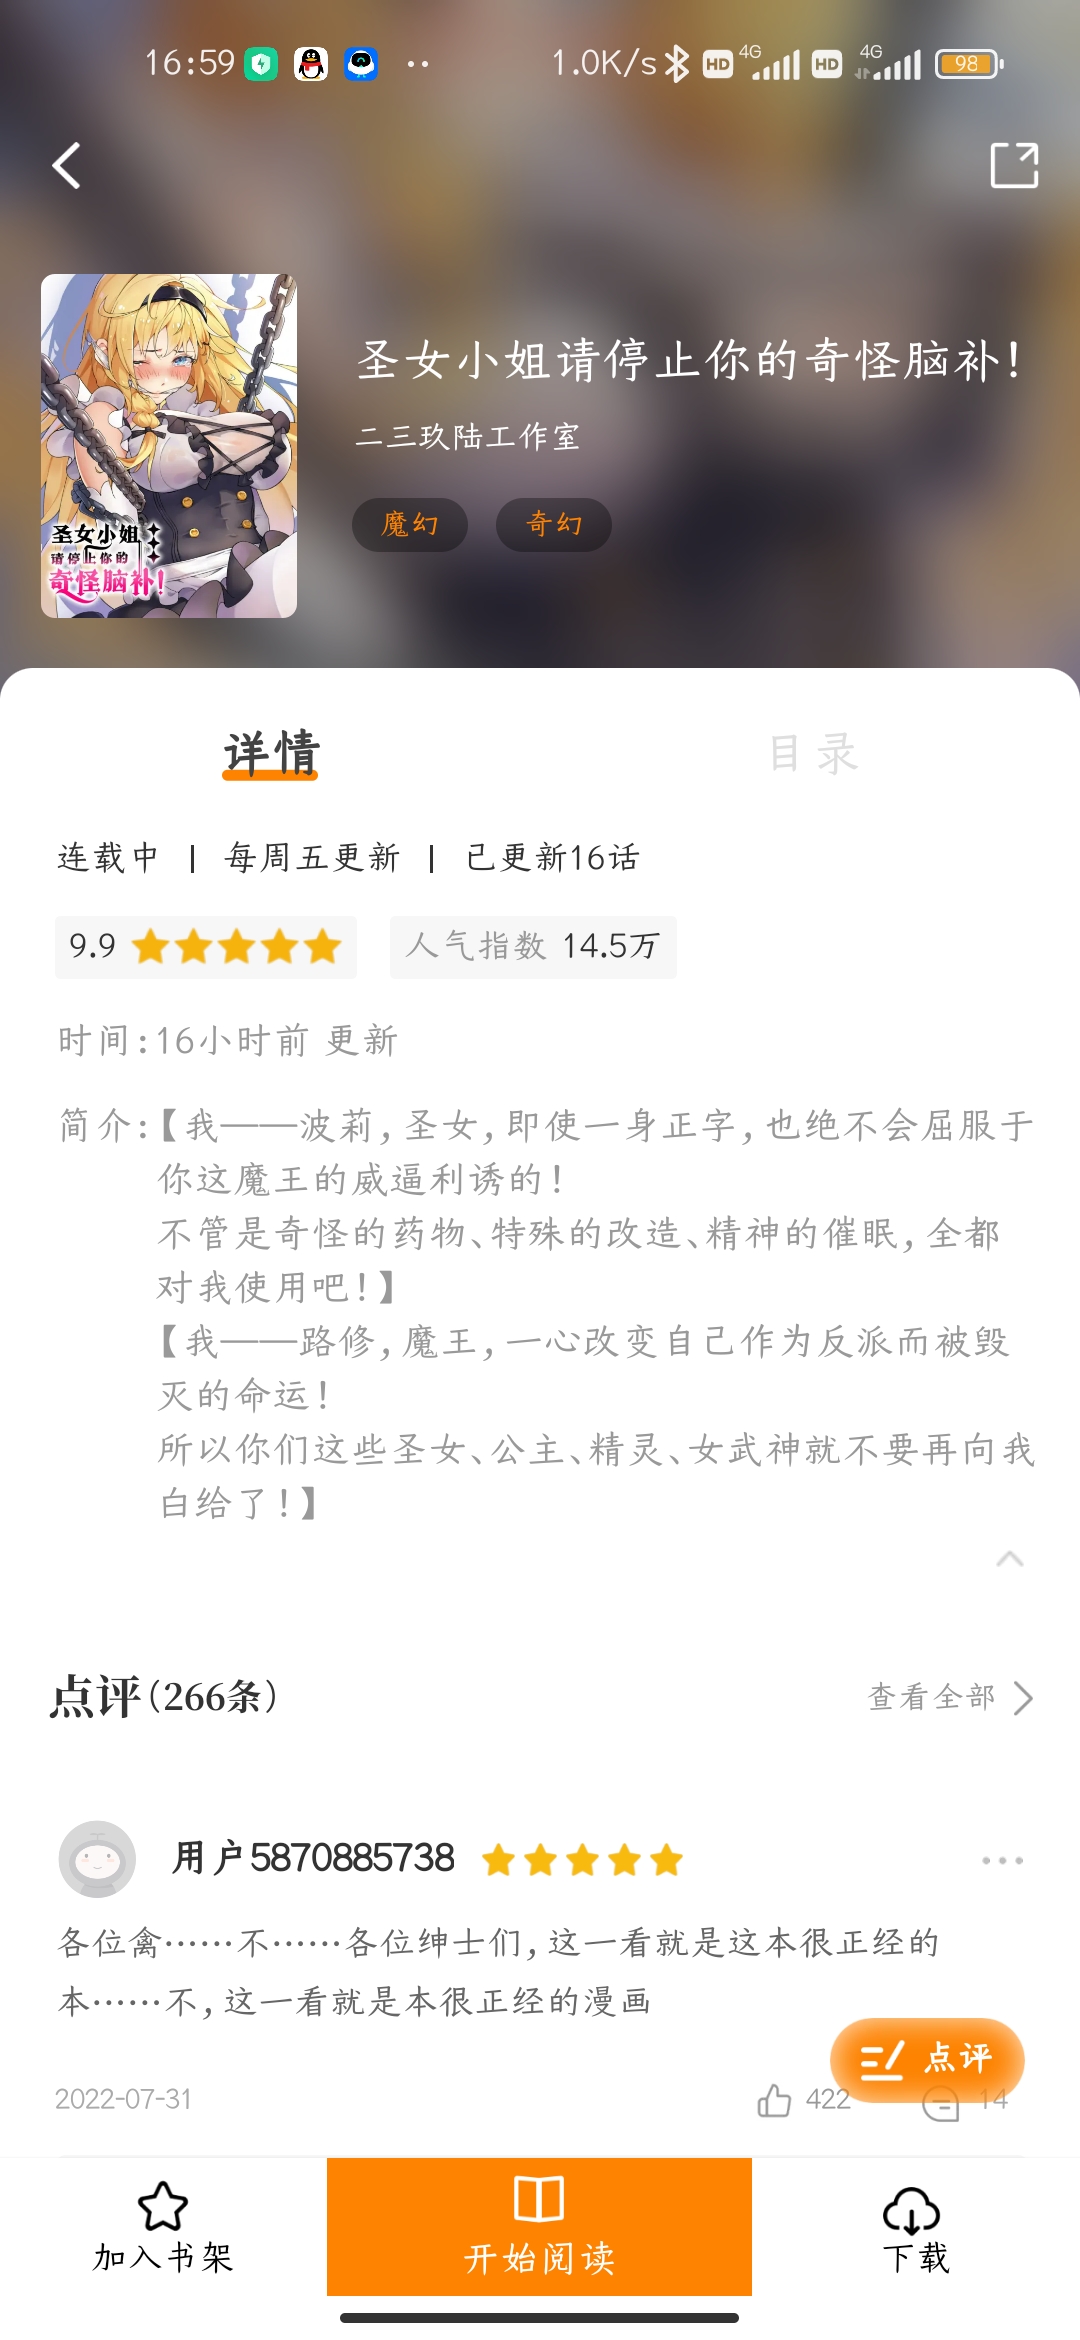 16:59
1.0K/s
HD
4G
HD
4G
98
圣女小姐请停止你的奇怪脑补!
二三玖陆工作室
魔幻
奇幻
圣女小姐
请停止你的
奇怪脑补!
详情
目录
连载中 | 每周五更新 | 已更新16话
9.9
人气指数 14.5万
时间:16小时前 更新
简介:【我——波莉,圣女,即使一身正字,也绝不会屈服于
你这魔王的威逼利诱的!
不管是奇怪的药物、特殊的改造、精神的催眠,全都
对我使用吧!】
【我——路修,魔王,一心改变自己作为反派而被毁
灭的命运!
所以你们这些圣女、公主、精灵、女武神就不要再向我
白给了!】
点评(266条)
查看全部
用户5870885738
各位禽……不……各位绅士们,这一看就是这本很正经的
本……不,这一看就是本很正经的漫画
点评
2022-07-31
422
14
加入书架
开始阅读
下载